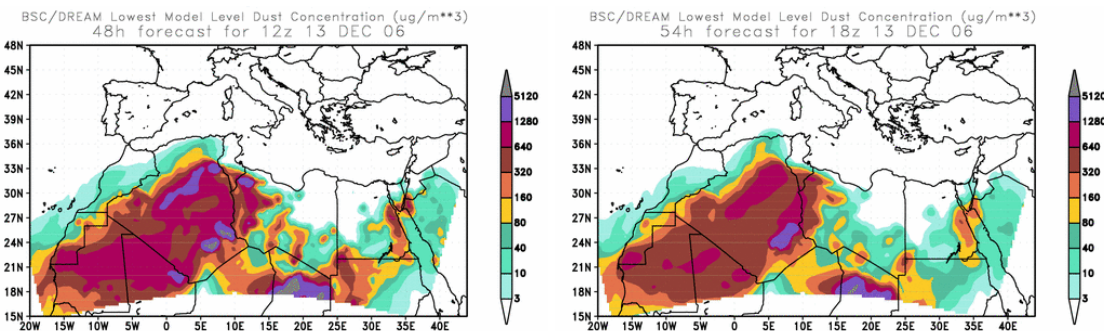 BSC/DREAM Lowest Model Level Dust Concentration (ug/m**3)
48h forecast for 12z 13 DEC 06
48N
45N
42N
39N
36N
33N
30N
27N
24N
21N
18N
15N
20W 15W 10W 5W 0 5E 10E 15E 20E 25E 30E 35E 40E
5120
1280
640
320
160
80
40
10
3
BSC/DREAM Lowest Model Level Dust Concentration (ug/m**3)
54h forecast for 18z 13 DEC 06
48N
45N
42N
39N
36N
33N
30N
27N
24N
21N
18N
15N
20W 15W 10W 5W 0 5E 10E 15E 20E 25E 30E 35E 40E
5120
1280
640
320
160
80
40
10
3